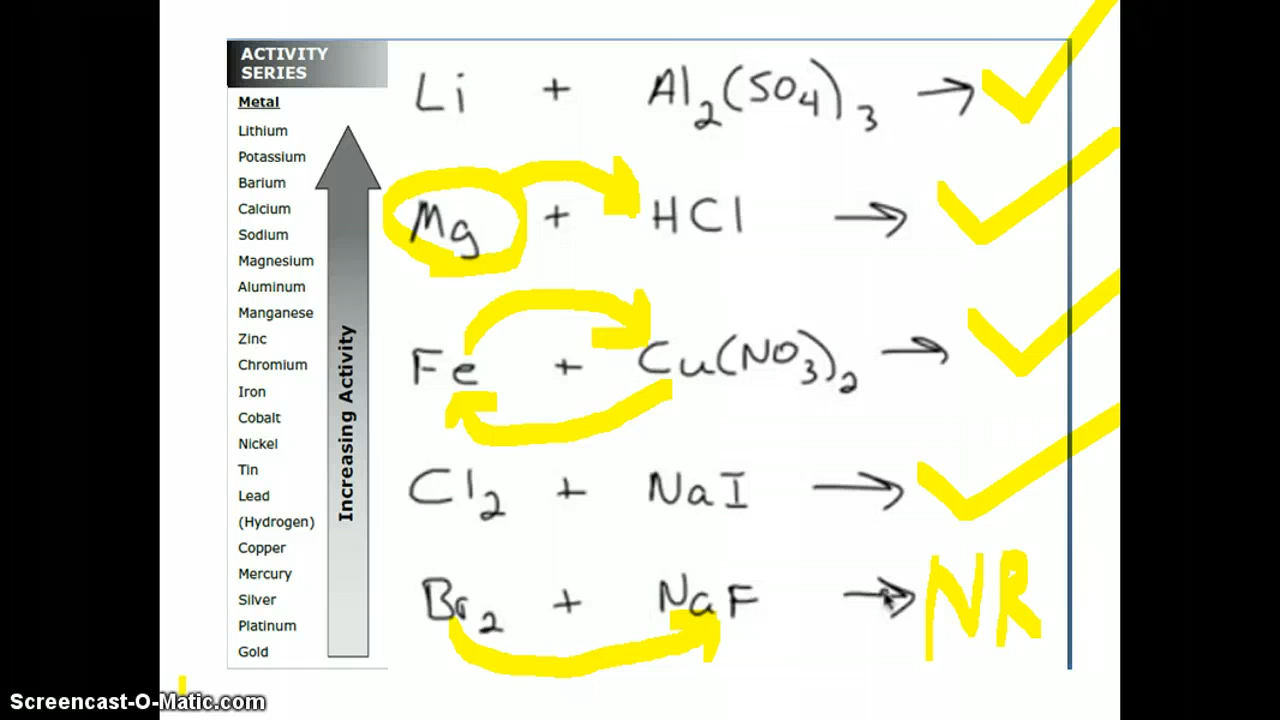 ACTIVITY
SERIES
Metal
Lithium
Potassium
Barium
Calcium
Sodium
Magnesium
Aluminum
Manganese
Zinc
Chromium
Iron
Cobalt
Nickel
Tin
Lead
(Hydrogen)
Copper
Mercury
Silver
Platinum
Gold
Increasing Activity
Li + Al₂(SO₄)₃ →
Mg + HCl →
Fe + Cu(NO₃)₂ →
Cl₂ + NaI →
Br₂ + NaF → NR
Screencast-O-Matic.com